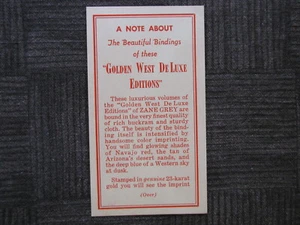 A NOTE ABOUT
The Beautiful Bindings
of these
"GOLDEN WEST DE LUXE
EDITIONS"
These luxurious volumes of
the "Golden West De Luxe
Editions" of ZANE GREY are
bound in the very finest quality
of rich buckram and sturdy
cloth. The beauty of the bind-
ing itself is intensified by
handsome color imprinting.
You will find glowing shades
of Navajo red, the tan of
Arizona's desert sands, and
the deep blue of a Western sky
at dusk.
Stamped in genuine 23-karat
gold you will see the imprint
(Over)